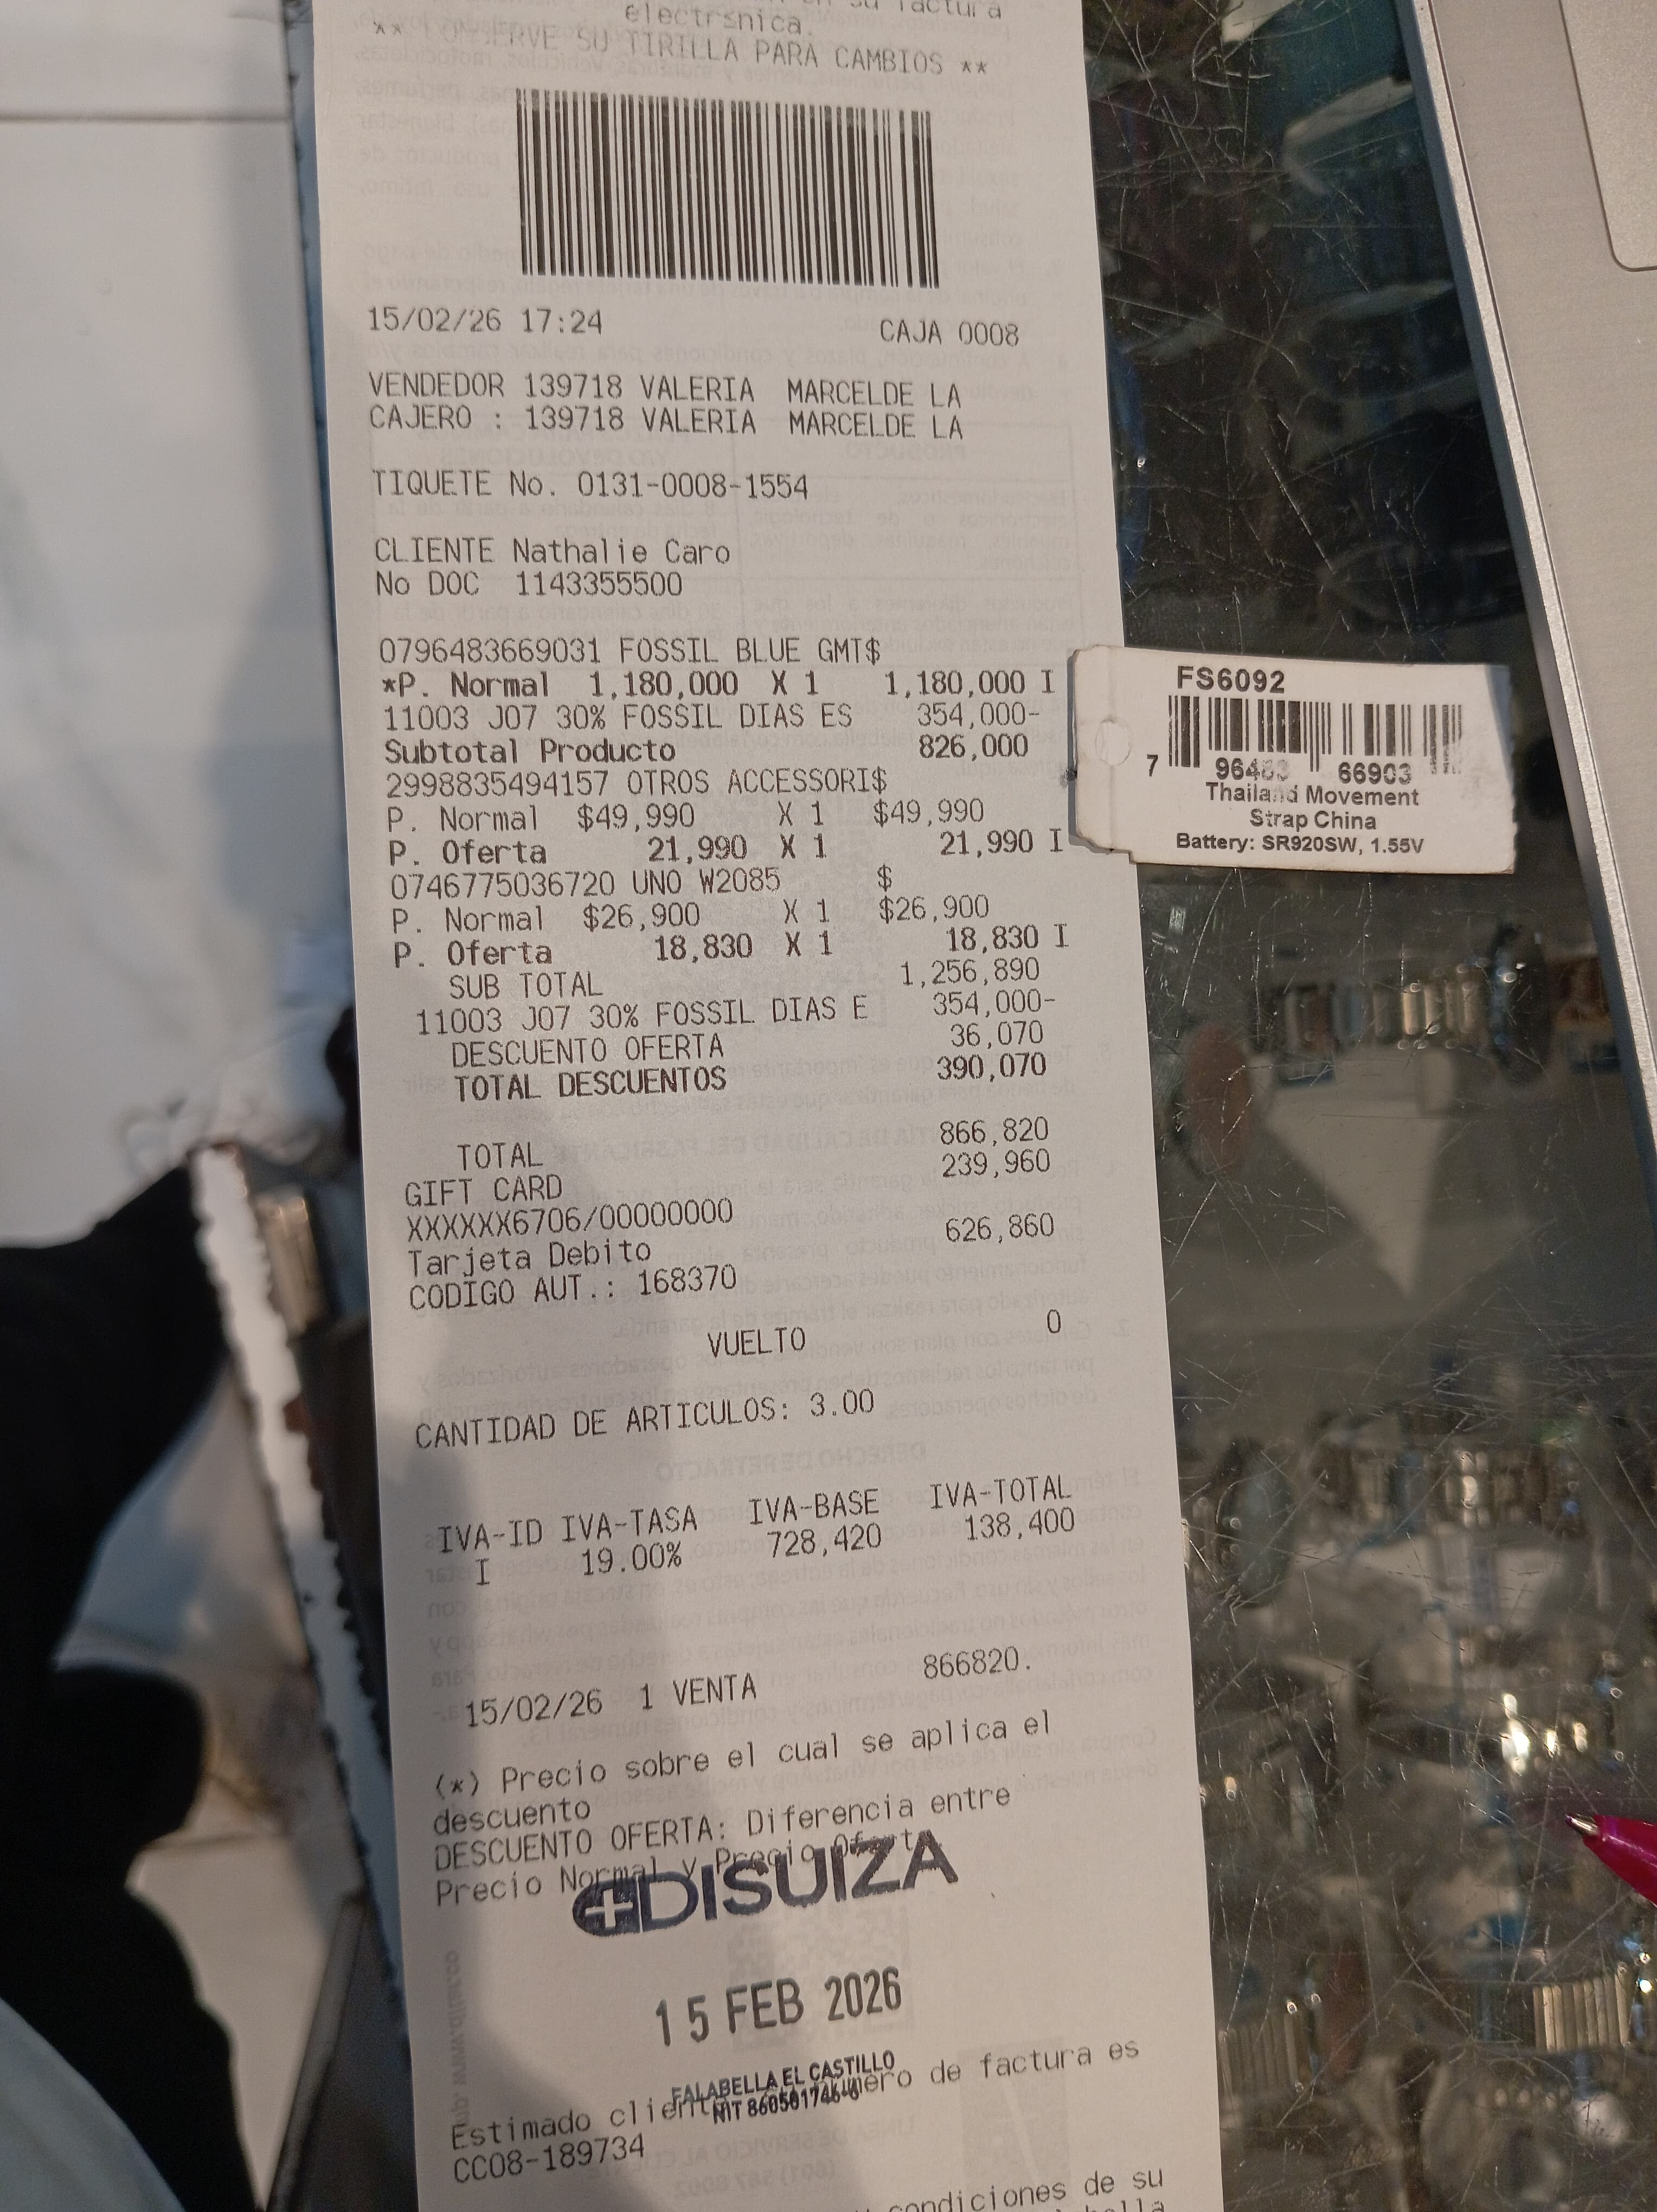 su factura
electrsnica.
SU TIRILLA PARA CAMBIOS **
15/02/26 17:24 CAJA 0008
VENDEDOR 139718 VALERIA MARCELDE LA
CAJERO : 139718 VALERIA MARCELDE LA
TIQUETE No. 0131-0008-1554
CLIENTE Nathalie Caro
No DOC 1143355500
0796483669031 FOSSIL BLUE GMT$
*P. Normal 1,180,000 X 1 1,180,000 I
11003 J07 30% FOSSIL DIAS ES 354,000-
Subtotal Producto 826,000
2998835494157 OTROS ACCESSORI$
P. Normal $49,990 X 1 $49,990
P. Oferta 21,990 X 1 21,990 I
0746775036720 UNO W2085 $
P. Normal $26,900 X 1 $26,900
P. Oferta 18,830 X 1 18,830 I
SUB TOTAL 1,256,890
11003 J07 30% FOSSIL DIAS E 354,000-
DESCUENTO OFERTA 36,070
TOTAL DESCUENTOS 390,070
TOTAL 866,820
GIFT CARD 239,960
XXXXXX6706/00000000
Tarjeta Debito 626,860
CODIGO AUT.: 168370
VUELTO 0
CANTIDAD DE ARTICULOS: 3.00
IVA-ID IVA-TASA IVA-BASE IVA-TOTAL
I 19.00% 728,420 138,400
15/02/26 1 VENTA 866820.
(*) Precio sobre el cual se aplica el
descuento
DESCUENTO OFERTA: Diferencia entre
Precio Normal y Precio Oferta
DISUIZA
15 FEB 2026
FALABELLA EL CASTILLO
NIT 860501746-6
Estimado cliente número de factura es
CC08-189734
condiciones de su
FS6092
7 96483 66903
Thailand Movement
Strap China
Battery: SR920SW, 1.55V